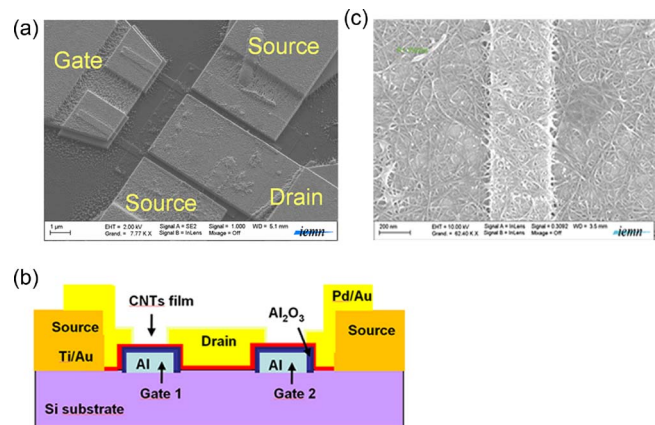 (a)
Gate
Source
Source
Drain
1 µm
EHT = 2.00 kV Signal A = SE2 Signal = 1.000 WD = 5.1 mm
Grand. = 7.77 K X Signal B = InLens Mixage = Off
iemn
(c)
200 nm
EHT = 10.00 kV Signal A = InLens Signal = 0.3092 WD = 3.5 mm
Grand. = 62.40 K X Signal B = InLens Mixage = Off
iemn
(b)
CNTs film
Al2O3
Pd/Au
Source
Drain
Source
Ti/Au
Al
Al
Gate 1
Gate 2
Si substrate